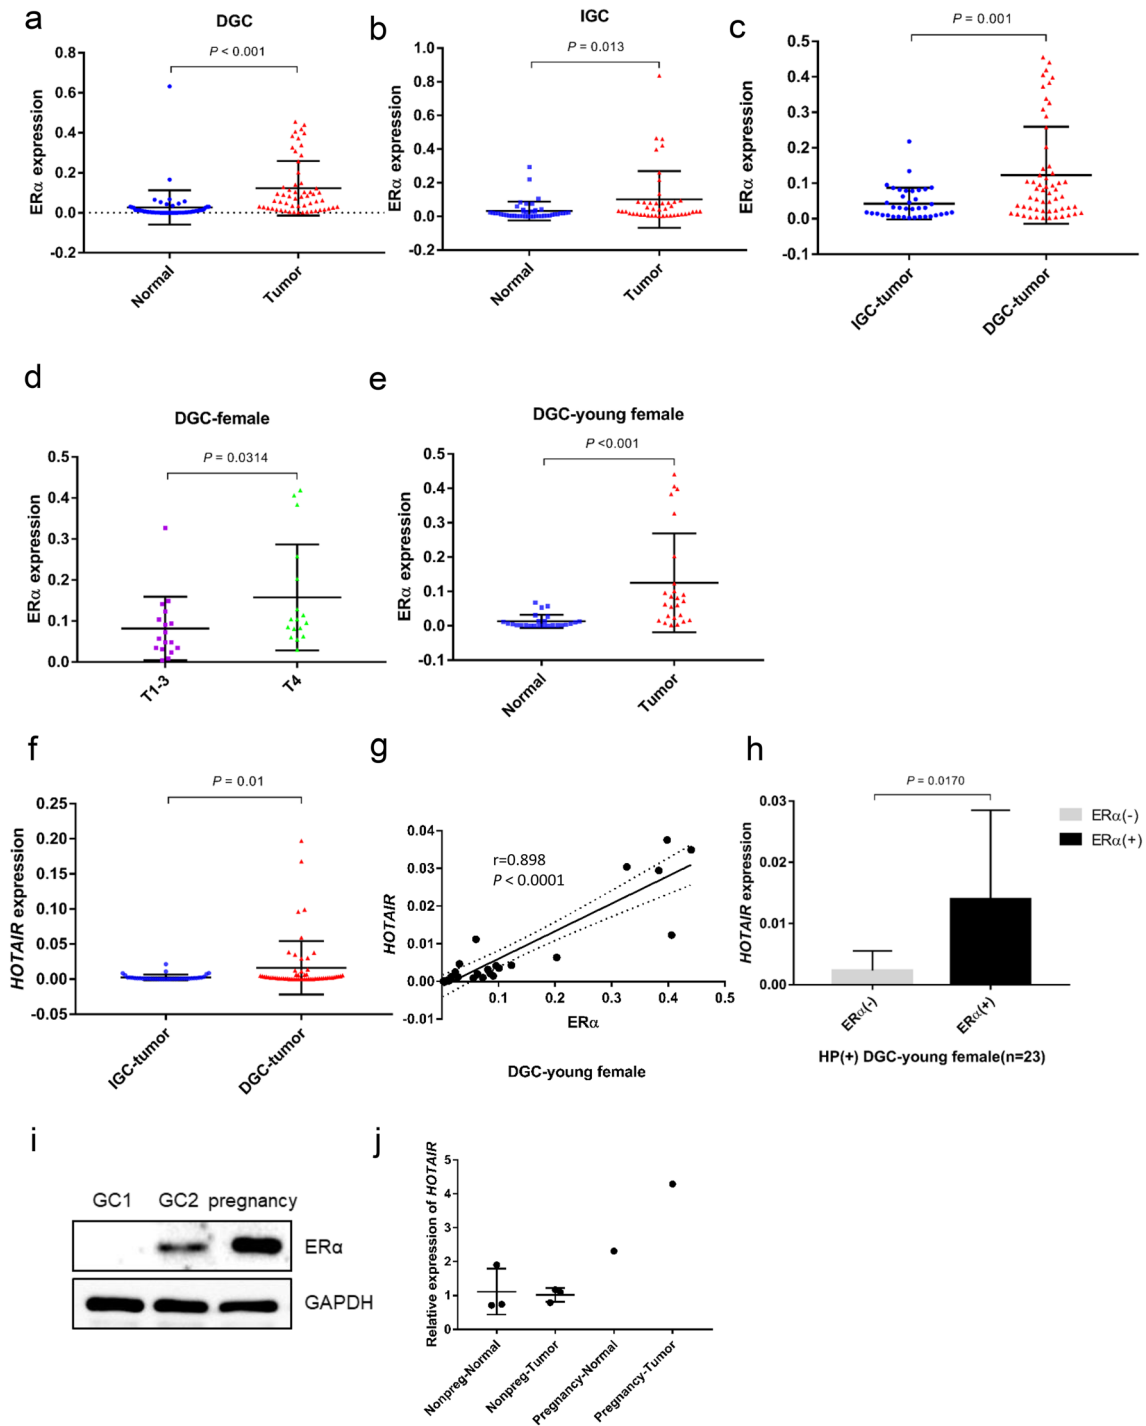 a
DGC
P < 0.001
ERα expression
0.8
0.6
0.4
0.2
0.0
-0.2
Normal
Tumor
b
IGC
P = 0.013
ERα expression
1.0
0.8
0.6
0.4
0.2
0.0
-0.2
Normal
Tumor
c
P = 0.001
ERα expression
0.5
0.4
0.3
0.2
0.1
0.0
-0.1
IGC-tumor
DGC-tumor
d
DGC-female
P = 0.0314
ERα expression
0.5
0.4
0.3
0.2
0.1
0.0
T1-3
T4
e
DGC-young female
P <0.001
ERα expression
0.5
0.4
0.3
0.2
0.1
0.0
-0.1
Normal
Tumor
f
P = 0.01
HOTAIR expression
0.25
0.20
0.15
0.10
0.05
0.00
-0.05
IGC-tumor
DGC-tumor
g
r=0.898
P < 0.0001
HOTAIR
0.04
0.03
0.02
0.01
0.00
-0.01
0.1
0.2
0.3
0.4
0.5
ERα
DGC-young female
h
P = 0.0170
HOTAIR expression
0.03
0.02
0.01
0.00
ERα(-)
ERα(+)
ERα(-)
ERα(+)
HP(+) DGC-young female(n=23)
i
GC1 GC2 pregnancy
ERα
GAPDH
j
Relative expression of HOTAIR
5
4
3
2
1
0
Nonpreg-Normal
Nonpreg-Tumor
Pregnancy-Normal
Pregnancy-Tumor